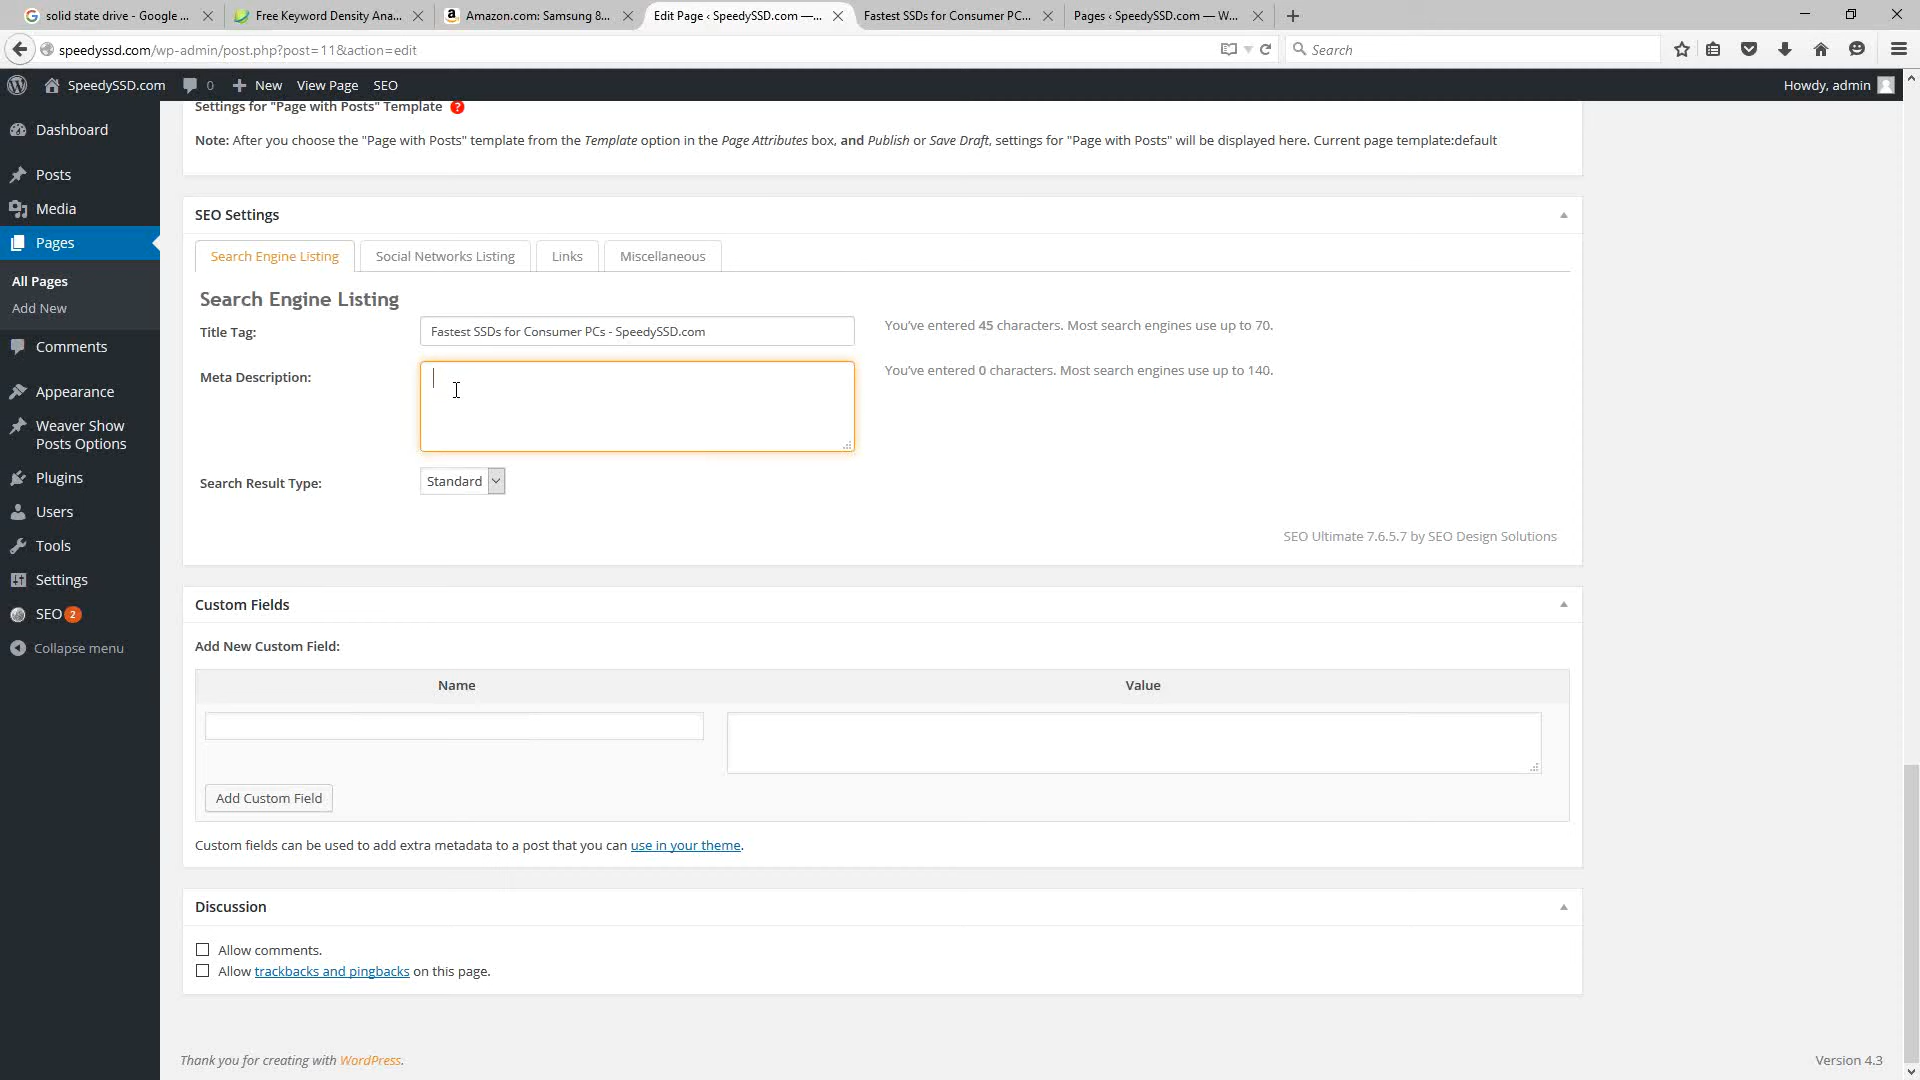 solid state drive - Google ...
Free Keyword Density Ana...
Amazon.com: Samsung 8...
Edit Page ‹ SpeedySSD.com —...
Fastest SSDs for Consumer PC...
Pages ‹ SpeedySSD.com — W...
speedyssd.com/wp-admin/post.php?post=11&action=edit
Search
SpeedySSD.com
0
New
View Page
SEO
Howdy, admin
Dashboard
Posts
Media
Pages
All Pages
Add New
Comments
Appearance
Weaver Show
Posts Options
Plugins
Users
Tools
Settings
SEO 2
Collapse menu
Settings for "Page with Posts" Template ?
Note: After you choose the "Page with Posts" template from the Template option in the Page Attributes box, and Publish or Save Draft, settings for "Page with Posts" will be displayed here. Current page template:default
SEO Settings
Search Engine Listing
Social Networks Listing
Links
Miscellaneous
Search Engine Listing
Title Tag:
Fastest SSDs for Consumer PCs - SpeedySSD.com
You’ve entered 45 characters. Most search engines use up to 70.
Meta Description:
You’ve entered 0 characters. Most search engines use up to 140.
Search Result Type:
Standard
SEO Ultimate 7.6.5.7 by SEO Design Solutions
Custom Fields
Add New Custom Field:
Name
Value
Add Custom Field
Custom fields can be used to add extra metadata to a post that you can use in your theme.
Discussion
Allow comments.
Allow trackbacks and pingbacks on this page.
Thank you for creating with WordPress.
Version 4.3